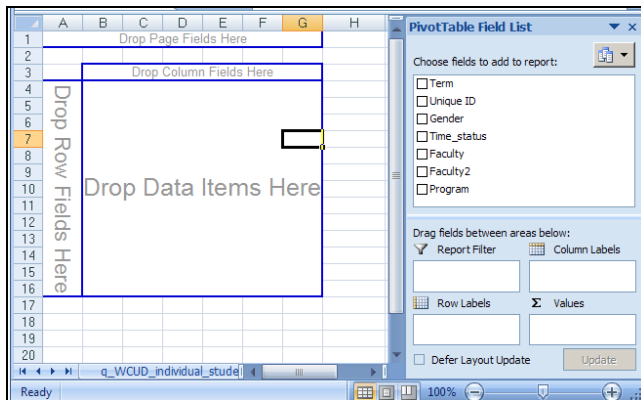 A B C D E F G H
1 Drop Page Fields Here
2
3 Drop Column Fields Here
4
5
6
7
8
9
10
11
12
13
14
15
16
17
18
19
20
Drop Row Fields Here
Drop Data Items Here
q_WCUD_individual_stude
Ready
100%
PivotTable Field List
Choose fields to add to report:
Term
Unique ID
Gender
Time_status
Faculty
Faculty2
Program
Drag fields between areas below:
Report Filter
Column Labels
Row Labels
Σ Values
Defer Layout Update
Update